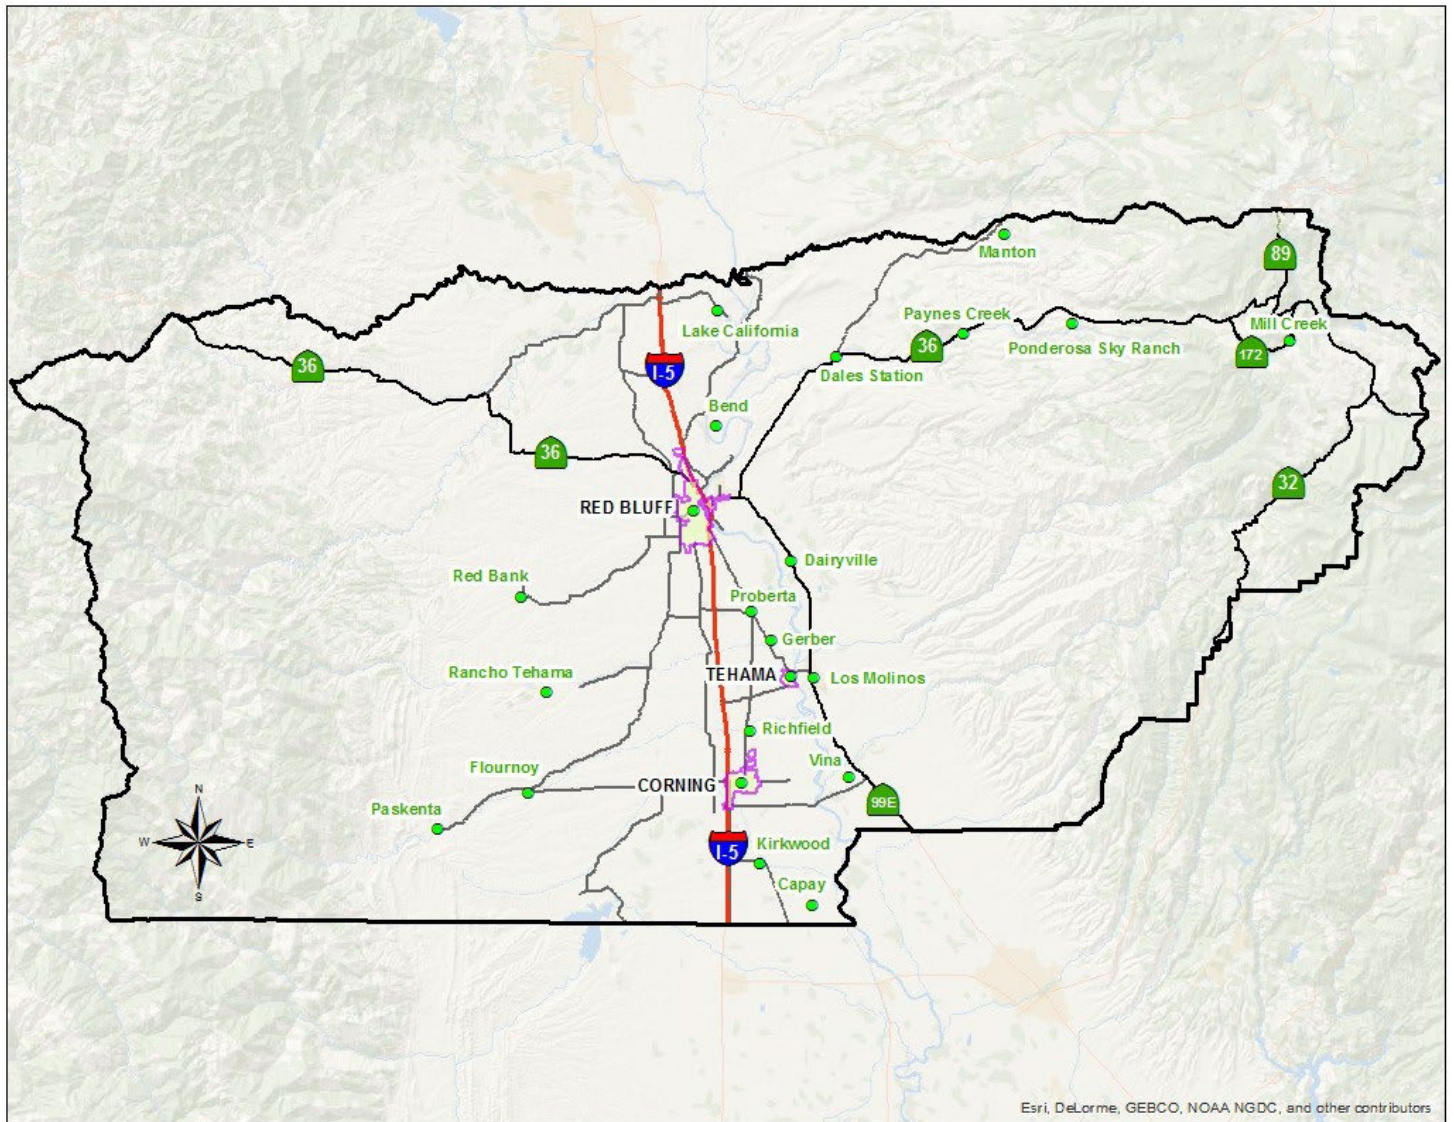 Manton
89
Lake California
Paynes Creek
36
Ponderosa Sky Ranch
Mill Creek
172
Dales Station
36
I-5
Bend
36
32
RED BLUFF
Dairyville
Red Bank
Proberta
Gerber
Rancho Tehama
TEHAMA
Los Molinos
Richfield
Flournoy
Vina
CORNING
Paskenta
99E
N
W
E
S
I-5
Kirkwood
Capay
Esri, DeLorme, GEBCO, NOAA NGDC, and other contributors